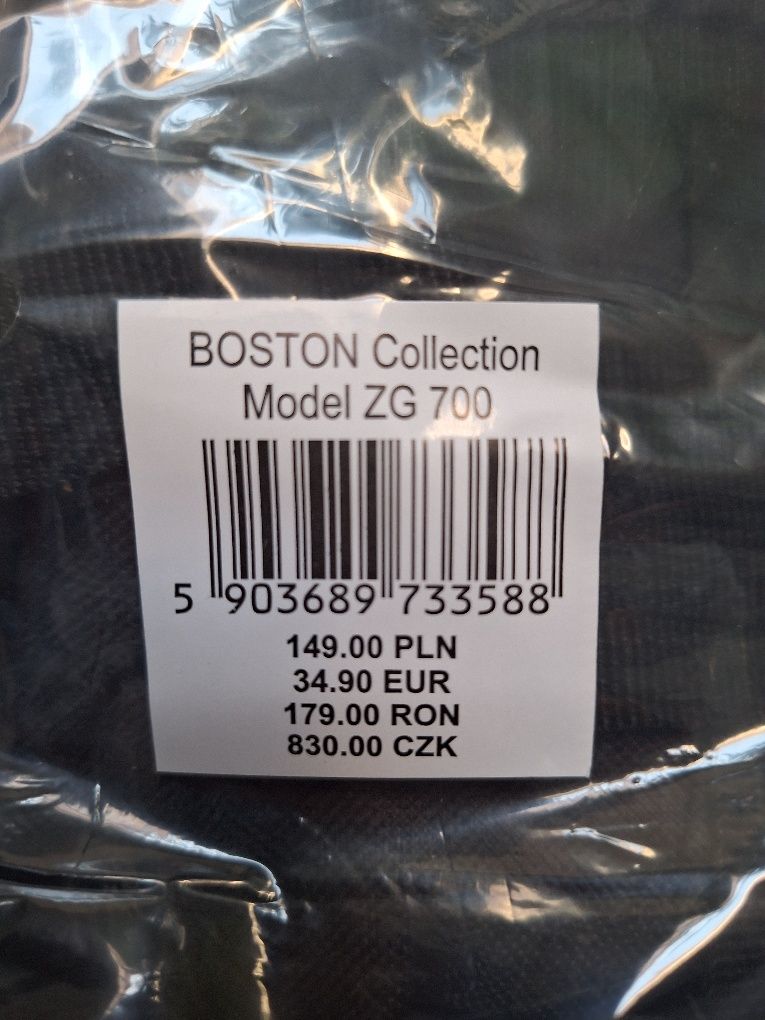 BOSTON Collection
Model ZG 700
5 903689 733588
149.00 PLN
34.90 EUR
179.00 RON
830.00 CZK